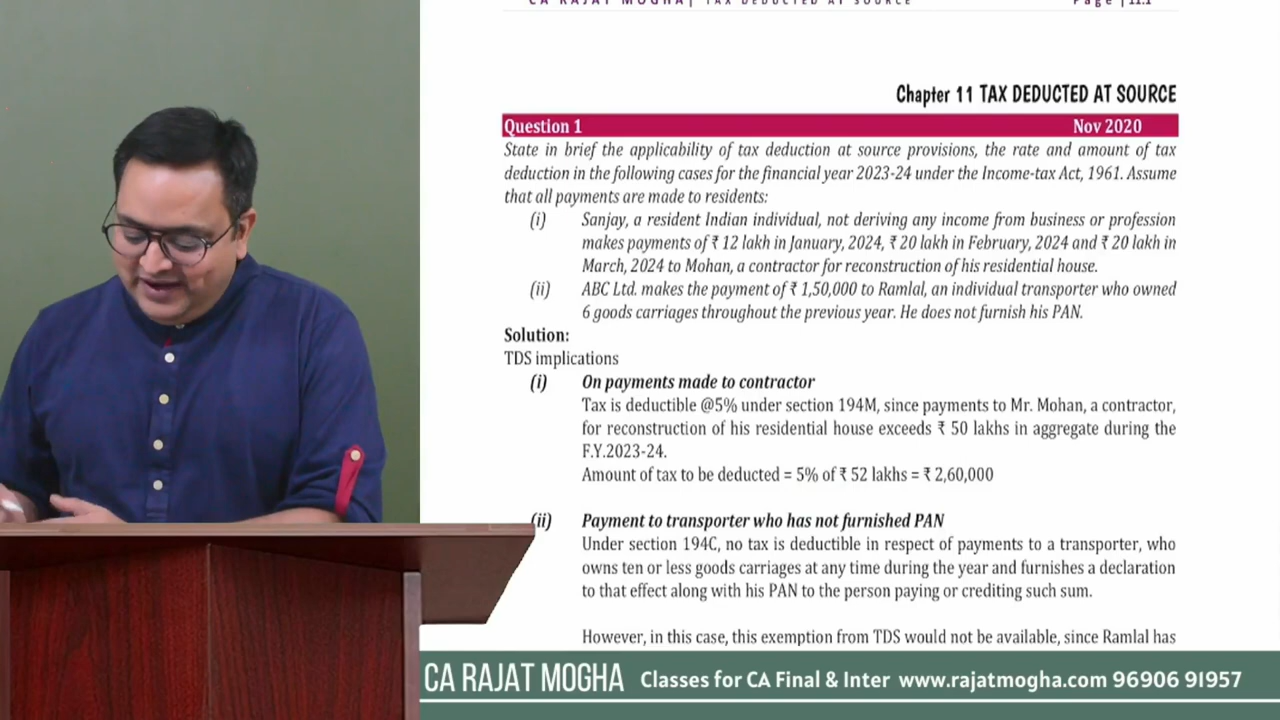 CA RAJAT MOGHA| TAX DEDUCTED AT SOURCE Page |11.1
Chapter 11 TAX DEDUCTED AT SOURCE
Question 1 Nov 2020
State in brief the applicability of tax deduction at source provisions, the rate and amount of tax
deduction in the following cases for the financial year 2023-24 under the Income-tax Act, 1961. Assume
that all payments are made to residents:
(i) Sanjay, a resident Indian individual, not deriving any income from business or profession
makes payments of ₹ 12 lakh in January, 2024, ₹ 20 lakh in February, 2024 and ₹ 20 lakh in
March, 2024 to Mohan, a contractor for reconstruction of his residential house.
(ii) ABC Ltd. makes the payment of ₹ 1,50,000 to Ramlal, an individual transporter who owned
6 goods carriages throughout the previous year. He does not furnish his PAN.
Solution:
TDS implications
(i) On payments made to contractor
Tax is deductible @5% under section 194M, since payments to Mr. Mohan, a contractor,
for reconstruction of his residential house exceeds ₹ 50 lakhs in aggregate during the
F.Y.2023-24.
Amount of tax to be deducted = 5% of ₹ 52 lakhs = ₹ 2,60,000
(ii) Payment to transporter who has not furnished PAN
Under section 194C, no tax is deductible in respect of payments to a transporter, who
owns ten or less goods carriages at any time during the year and furnishes a declaration
to that effect along with his PAN to the person paying or crediting such sum.
However, in this case, this exemption from TDS would not be available, since Ramlal has
CA RAJAT MOGHA Classes for CA Final & Inter www.rajatmogha.com 96906 91957